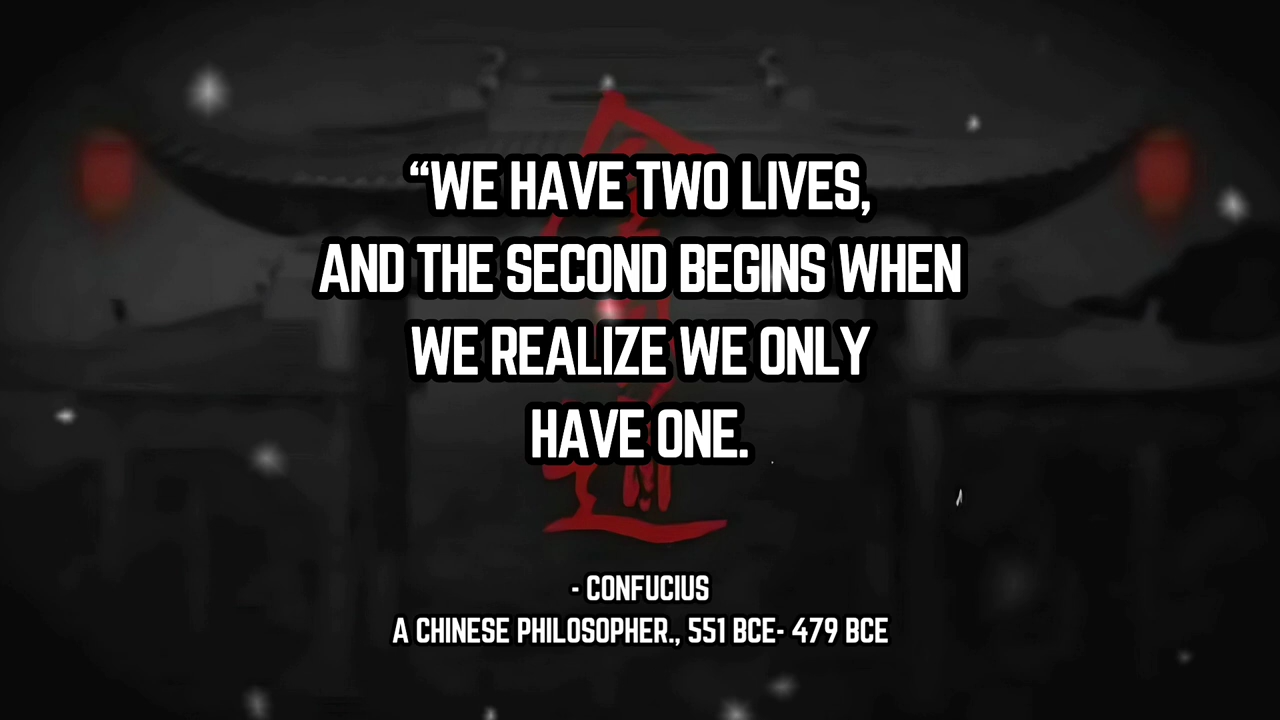 “WE HAVE TWO LIVES,
AND THE SECOND BEGINS WHEN
WE REALIZE WE ONLY
HAVE ONE.
- CONFUCIUS
A CHINESE PHILOSOPHER., 551 BCE- 479 BCE